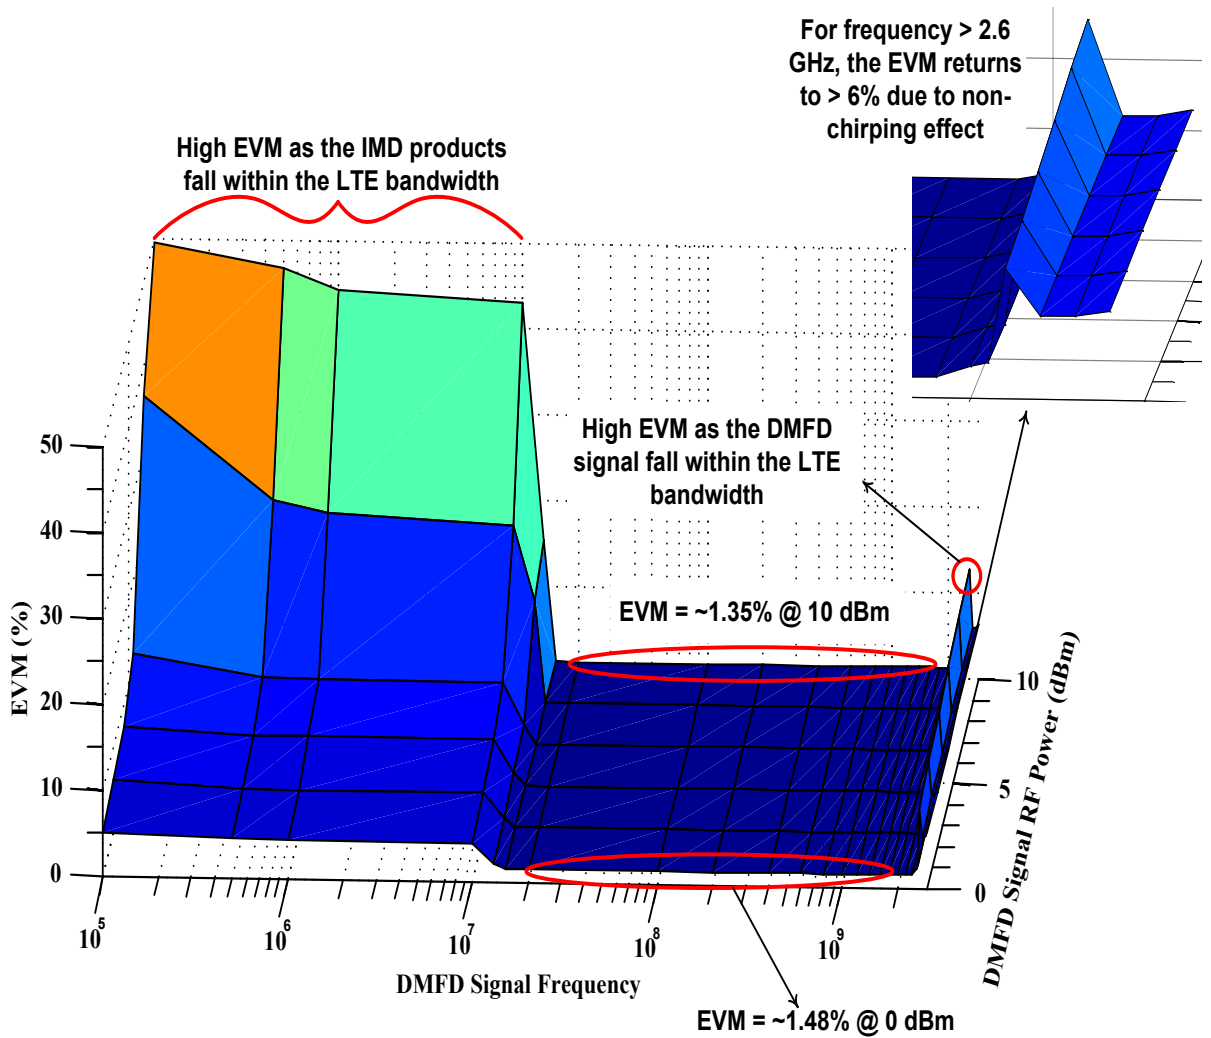 For frequency > 2.6
GHz, the EVM returns
to > 6% due to non-
chirping effect
High EVM as the IMD products
fall within the LTE bandwidth
High EVM as the DMFD
signal fall within the LTE
bandwidth
EVM = ~1.35% @ 10 dBm
50
40
30
20
10
0
EVM (%)
10
5
0
DMFD Signal RF Power (dBm)
10^5
10^6
10^7
10^8
10^9
DMFD Signal Frequency
EVM = ~1.48% @ 0 dBm